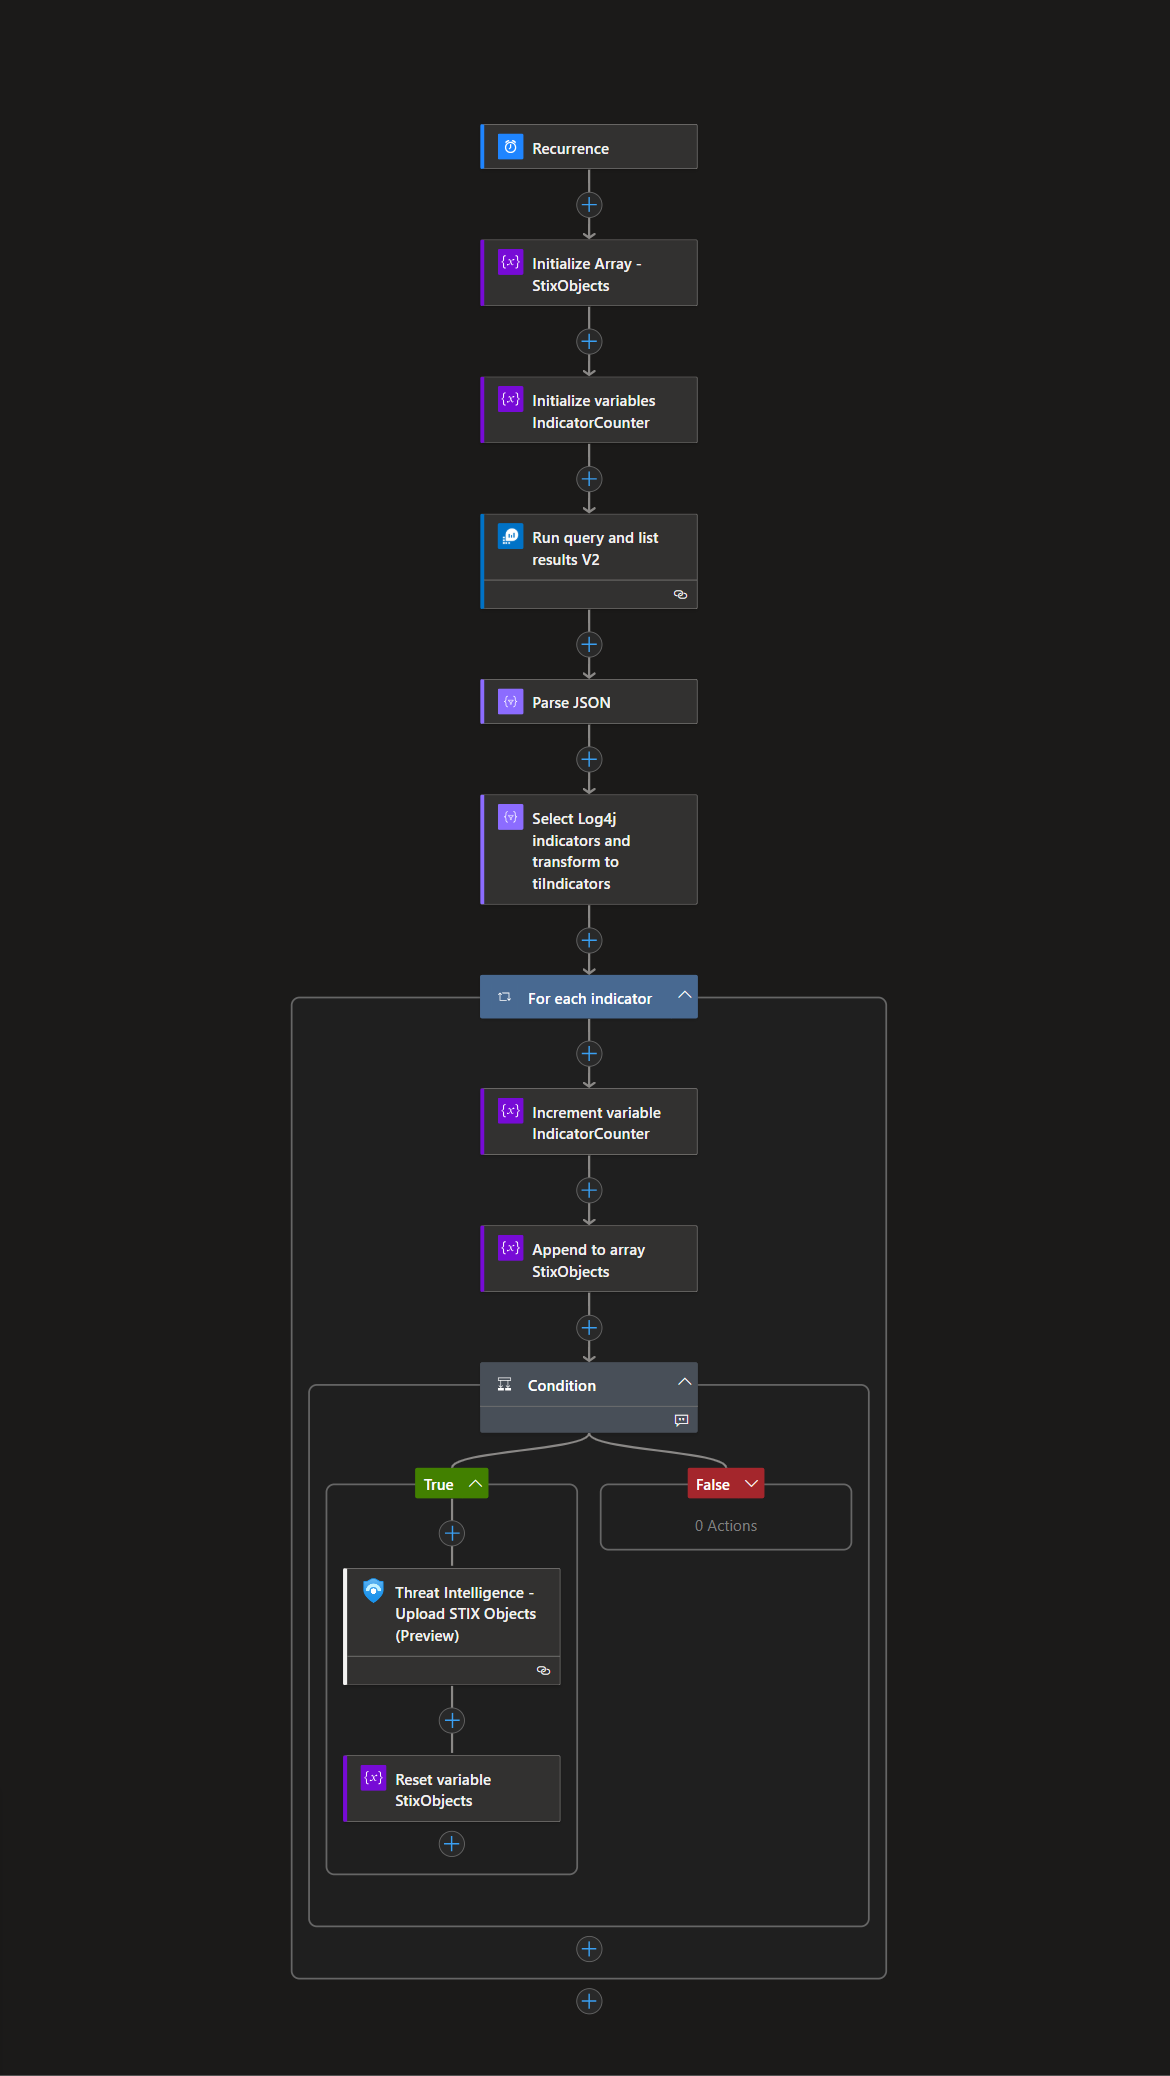 Recurrence
Initialize Array -
StixObjects
Initialize variables
IndicatorCounter
Run query and list
results V2
Parse JSON
Select Log4j
indicators and
transform to
tiIndicators
For each indicator
Increment variable
IndicatorCounter
Append to array
StixObjects
Condition
True
False
0 Actions
Threat Intelligence -
Upload STIX Objects
(Preview)
Reset variable
StixObjects